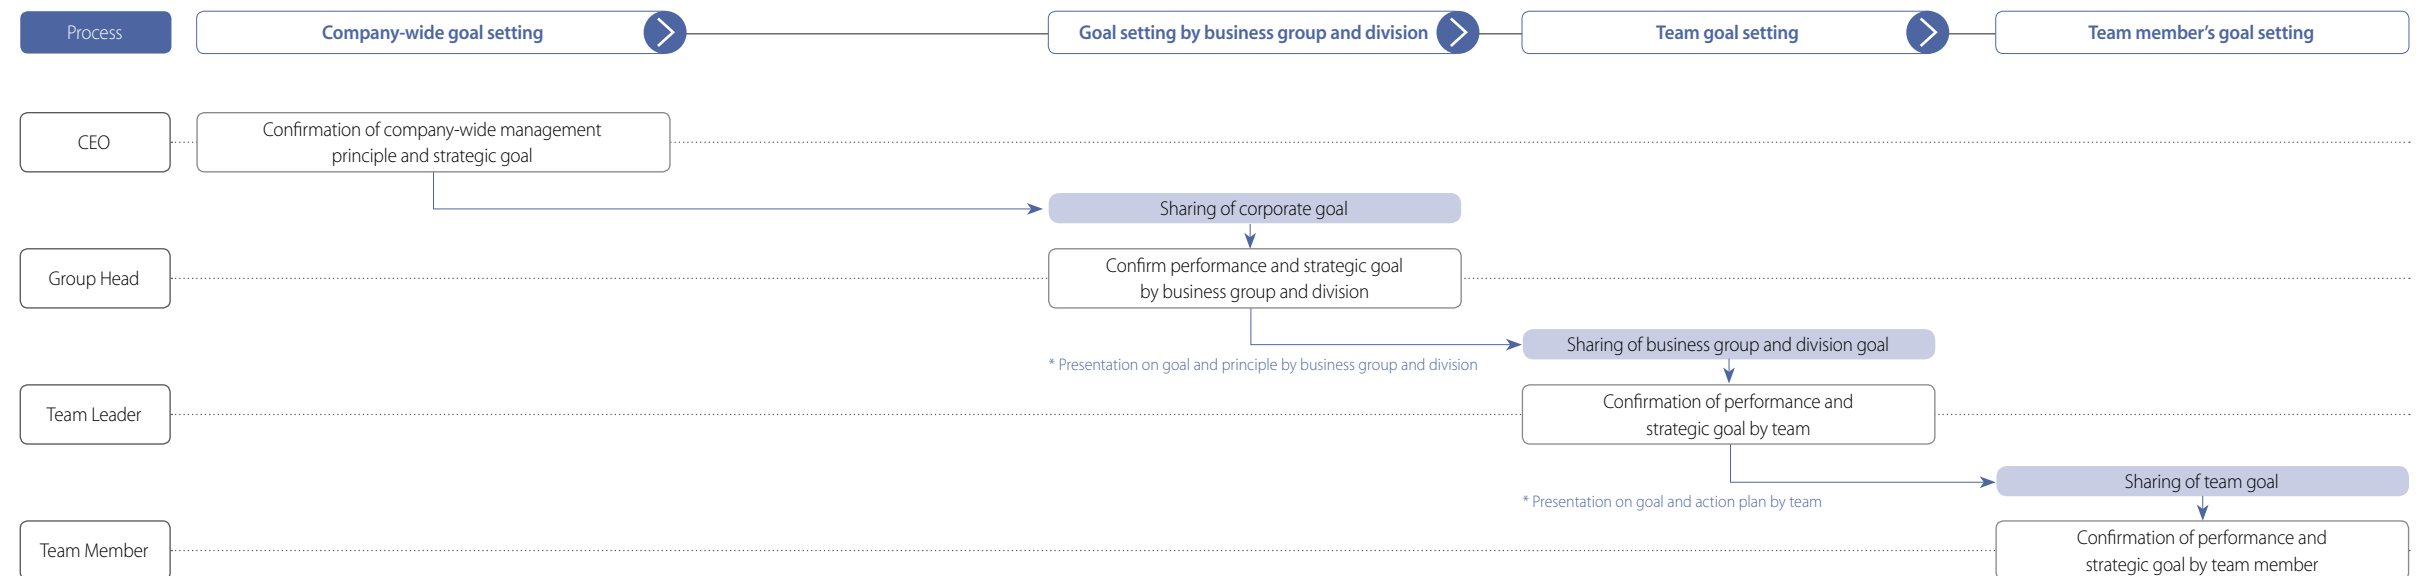 Process
Company-wide goal setting
Goal setting by business group and division
Team goal setting
Team member’s goal setting
CEO
Confirmation of company-wide management
principle and strategic goal
Sharing of corporate goal
Group Head
Confirm performance and strategic goal
by business group and division
Sharing of business group and division goal
* Presentation on goal and principle by business group and division
Team Leader
Confirmation of performance and
strategic goal by team
Sharing of team goal
* Presentation on goal and action plan by team
Team Member
Confirmation of performance and
strategic goal by team member